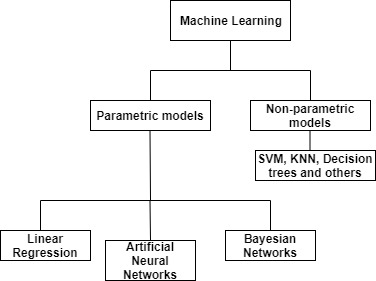 Machine Learning
Parametric models
Non-parametric
models
SVM, KNN, Decision
trees and others
Linear
Regression
Artificial
Neural
Networks
Bayesian
Networks